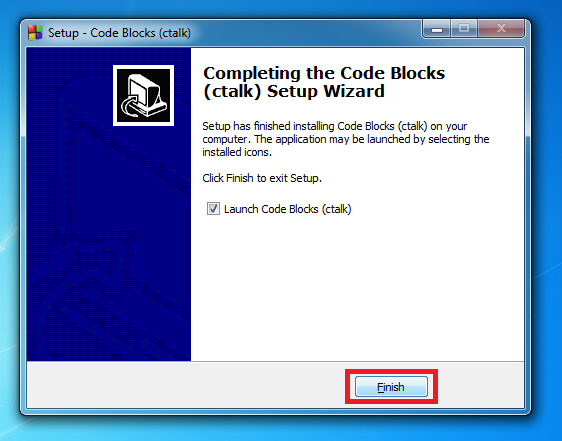 Setup - Code Blocks (ctalk)
Completing the Code Blocks
(ctalk) Setup Wizard
Setup has finished installing Code Blocks (ctalk) on your
computer. The application may be launched by selecting the
installed icons.
Click Finish to exit Setup.
Launch Code Blocks (ctalk)
Finish